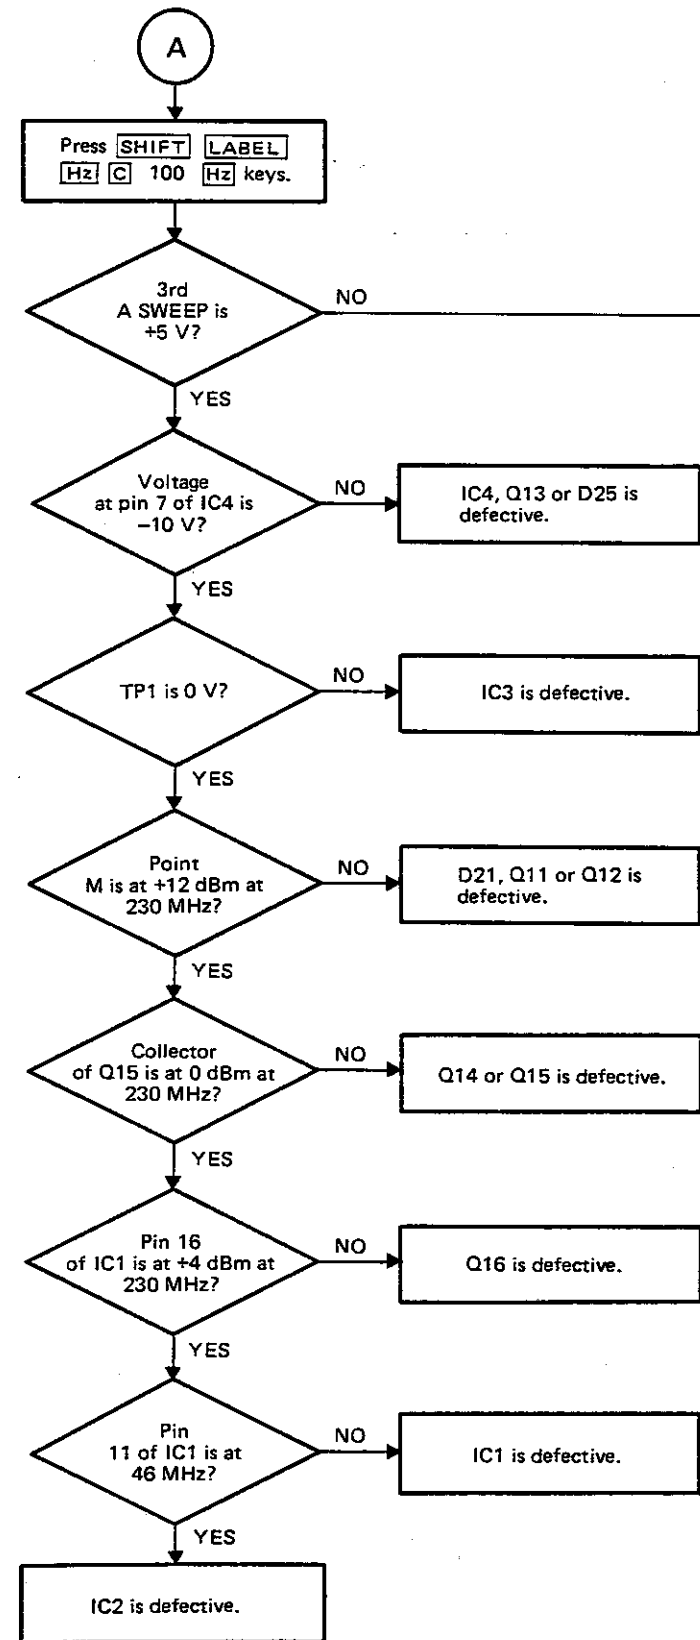 A
Press SHIFT LABEL
Hz C 100 Hz keys.
3rd
A SWEEP is
+5 V?
NO
YES
Voltage
at pin 7 of IC4 is
–10 V?
NO
IC4, Q13 or D25 is
defective.
YES
TP1 is 0 V?
NO
IC3 is defective.
YES
Point
M is at +12 dBm at
230 MHz?
NO
D21, Q11 or Q12 is
defective.
YES
Collector
of Q15 is at 0 dBm at
230 MHz?
NO
Q14 or Q15 is defective.
YES
Pin 16
of IC1 is at +4 dBm at
230 MHz?
NO
Q16 is defective.
YES
Pin
11 of IC1 is at
46 MHz?
NO
IC1 is defective.
YES
IC2 is defective.